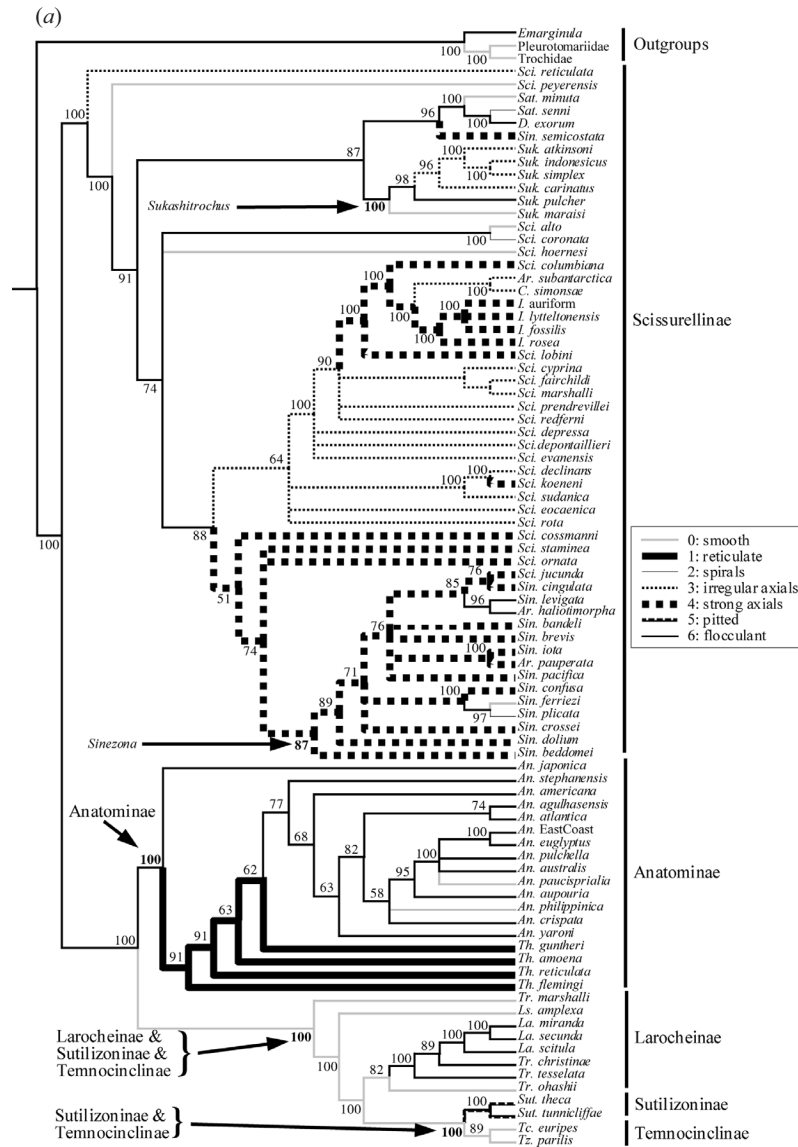 (a)
Emarginula
Pleurotomariidae
Trochidae
Outgroups
100
100
Sci. reticulata
Sci. peyerensis
Sat. minuta
Sat. senni
D. exorum
Sin. semicostata
Suk. atkinsoni
Suk. indonesicus
Suk. simplex
Suk. carinatus
Suk. pulcher
Suk. maraisi
Sci. alto
Sci. coronata
Sci. hoernesi
Sci. columbiana
Ar. subantarctica
C. simonsae
I. auriform
I. lytteltonensis
I. fossilis
I. rosea
Sci. lobini
Sci. cyprina
Sci. fairchildi
Sci. marshalli
Sci. prendrevillei
Sci. redferni
Sci. depressa
Sci.depontaillieri
Sci. evanensis
Sci. declinans
Sci. koeneni
Sci. sudanica
Sci. eocaenica
Sci. rota
Sci. cossmanni
Sci. staminea
Sci. ornata
Sci. jucunda
Sin. cingulata
Sin. levigata
Ar. haliotimorpha
Sin. bandeli
Sin. brevis
Sin. iota
Ar. pauperata
Sin. pacifica
Sin. confusa
Sin. ferriezi
Sin. plicata
Sin. crossei
Sin. dolium
Sin. beddomei
Scissurellinae
100
100
91
74
88
87
96
100
100
100
96
98
100
Sukashitrochus
100
100
100
100
100
100
100
90
100
64
100
100
51
74
87
Sinezona
89
71
76
85
76
96
100
100
97
0: smooth
1: reticulate
2: spirals
3: irregular axials
4: strong axials
5: pitted
6: flocculant
An. japonica
An. stephanensis
An. americana
An. agulhasensis
An. atlantica
An. EastCoast
An. euglyptus
An. pulchella
An. australis
An. paucisprialia
An. aupouria
An. philippinica
An. crispata
An. yaroni
Th. guntheri
Th. amoena
Th. reticulata
Th. flemingi
Anatominae
Anatominae
100
100
100
91
91
63
62
77
68
63
82
74
58
95
100
100
Tr. marshalli
Ls. amplexa
La. miranda
La. secunda
La. scitula
Tr. christinae
Tr. tesselata
Tr. ohashii
Larocheinae
Sut. theca
Sut. tunnicliffae
Sutilizoninae
Tc. euripes
Tz. parilis
Temnocinclinae
Larocheinae &
Sutilizoninae &
Temnocinclinae
}
100
100
82
100
89
100
100
Sutilizoninae &
Temnocinclinae
}
100
100
89